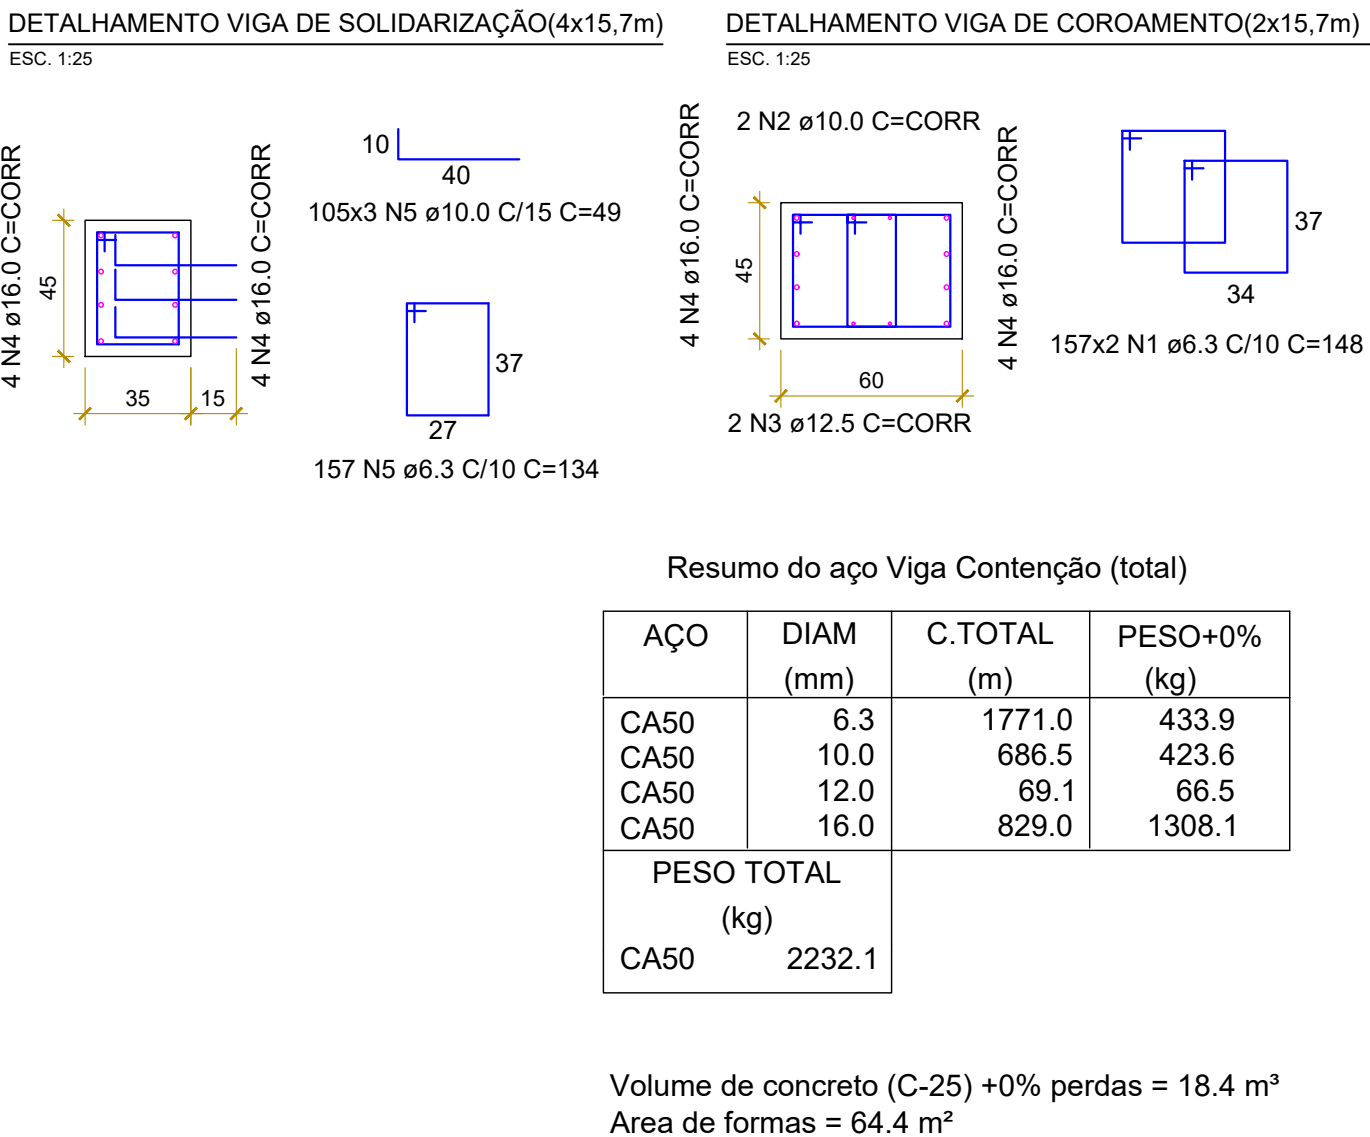 DETALHAMENTO VIGA DE SOLIDARIZAÇÃO(4x15,7m)
ESC. 1:25
4 N4 ø16.0 C=CORR
45
35
15
4 N4 ø16.0 C=CORR
10
40
105x3 N5 ø10.0 C/15 C=49
37
27
157 N5 ø6.3 C/10 C=134
DETALHAMENTO VIGA DE COROAMENTO(2x15,7m)
ESC. 1:25
2 N2 ø10.0 C=CORR
4 N4 ø16.0 C=CORR
45
60
4 N4 ø16.0 C=CORR
2 N3 ø12.5 C=CORR
37
34
157x2 N1 ø6.3 C/10 C=148
Resumo do aço Viga Contenção (total)
AÇO DIAM C.TOTAL PESO+0%
(mm) (m) (kg)
CA50 6.3 1771.0 433.9
CA50 10.0 686.5 423.6
CA50 12.0 69.1 66.5
CA50 16.0 829.0 1308.1
PESO TOTAL
(kg)
CA50 2232.1
Volume de concreto (C-25) +0% perdas = 18.4 m³
Area de formas = 64.4 m²